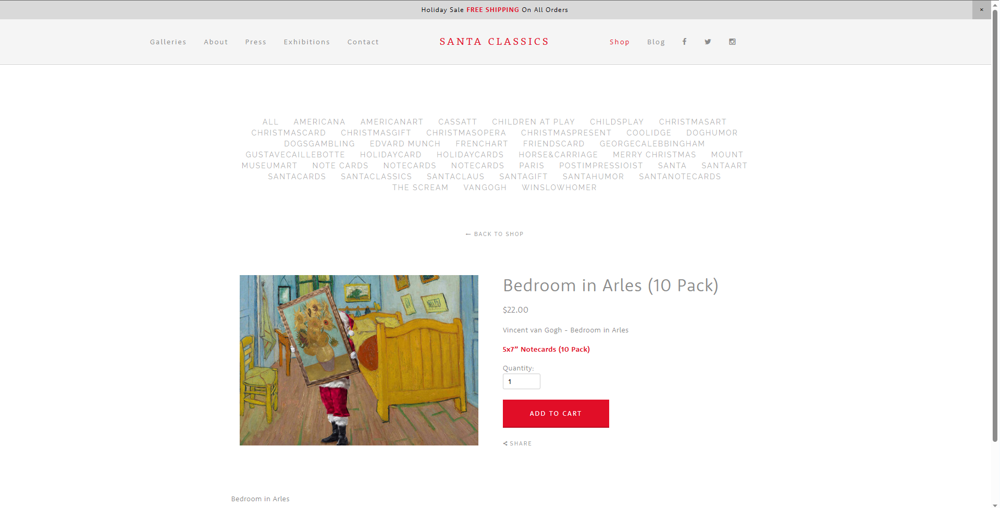 Holiday Sale FREE SHIPPING On All Orders
×
Galleries About Press Exhibitions Contact SANTA CLASSICS Shop Blog
ALL AMERICANA AMERICANART CASSATT CHILDREN AT PLAY CHILDSPLAY CHRISTMASART
CHRISTMASCARD CHRISTMASGIFT CHRISTMASOPERA CHRISTMASPRESENT COOLIDGE DOGHUMOR
DOGSGAMBLING EDVARD MUNCH FRENCHART FRIENDSCARD GEORGECALEBBINGHAM
GUSTAVECAILLEBOTTE HOLIDAYCARD HOLIDAYCARDS HORSE&CARRIAGE MERRY CHRISTMAS MOUNT
MUSEUMART NOTE CARDS NOTECARDS NOTECARDS PARIS POSTIMPRESSIOIST SANTA SANTAART
SANTACARDS SANTACLASSICS SANTACLAUS SANTAGIFT SANTAHUMOR SANTANOTECARDS
THE SCREAM VANGOGH WINSLOWHOMER
← BACK TO SHOP
Bedroom in Arles (10 Pack)
$22.00
Vincent van Gogh - Bedroom in Arles
5x7” Notecards (10 Pack)
Quantity:
1
ADD TO CART
SHARE
Bedroom in Arles